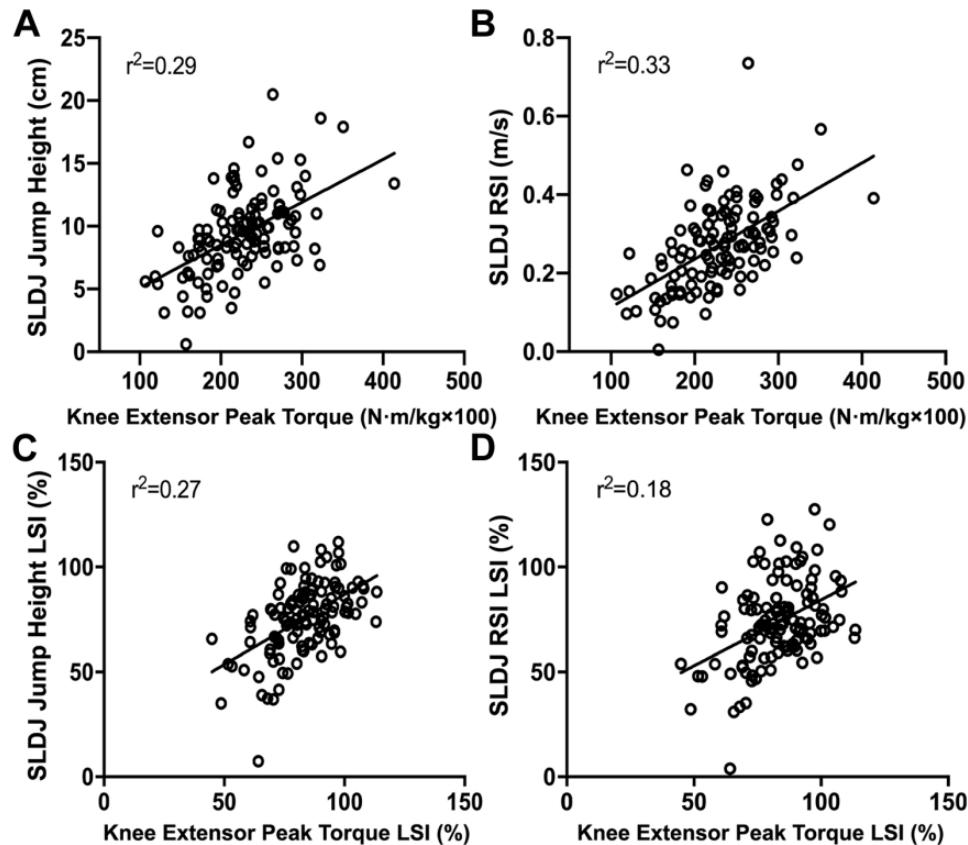 A
SLDJ Jump Height (cm)
r²=0.29
25
20
15
10
5
0
100 200 300 400 500
Knee Extensor Peak Torque (N·m/kg×100)
B
SLDJ RSI (m/s)
r²=0.33
0.8
0.6
0.4
0.2
0.0
100 200 300 400 500
Knee Extensor Peak Torque (N·m/kg×100)
C
SLDJ Jump Height LSI (%)
r²=0.27
150
100
50
0
0 50 100 150
Knee Extensor Peak Torque LSI (%)
D
SLDJ RSI LSI (%)
r²=0.18
150
100
50
0
0 50 100 150
Knee Extensor Peak Torque LSI (%)